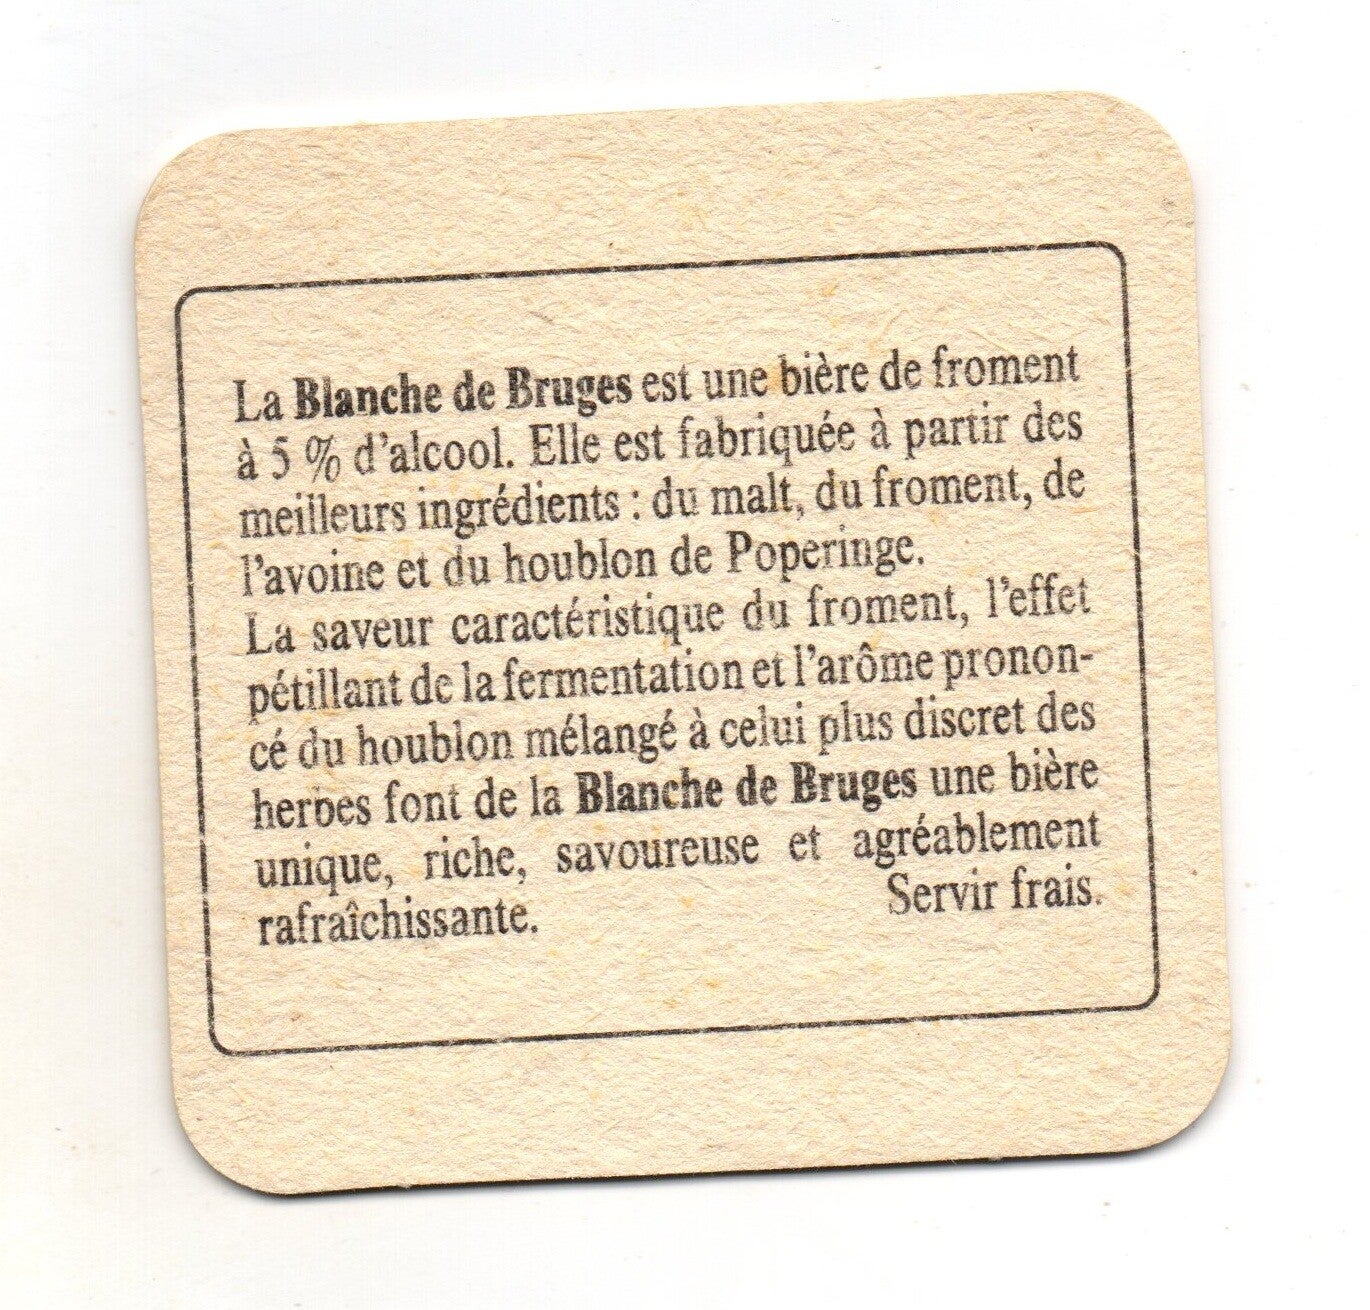 La Blanche de Bruges est une bière de froment
à 5 % d'alcool. Elle est fabriquée à partir des
meilleurs ingrédients : du malt, du froment, de
l'avoine et du houblon de Poperinge.
La saveur caractéristique du froment, l'effet
pétillant de la fermentation et l'arôme pronon-
cé du houblon mélangé à celui plus discret des
herbes font de la Blanche de Bruges une bière
unique, riche, savoureuse et agréablement
rafraîchissante. Servir frais.